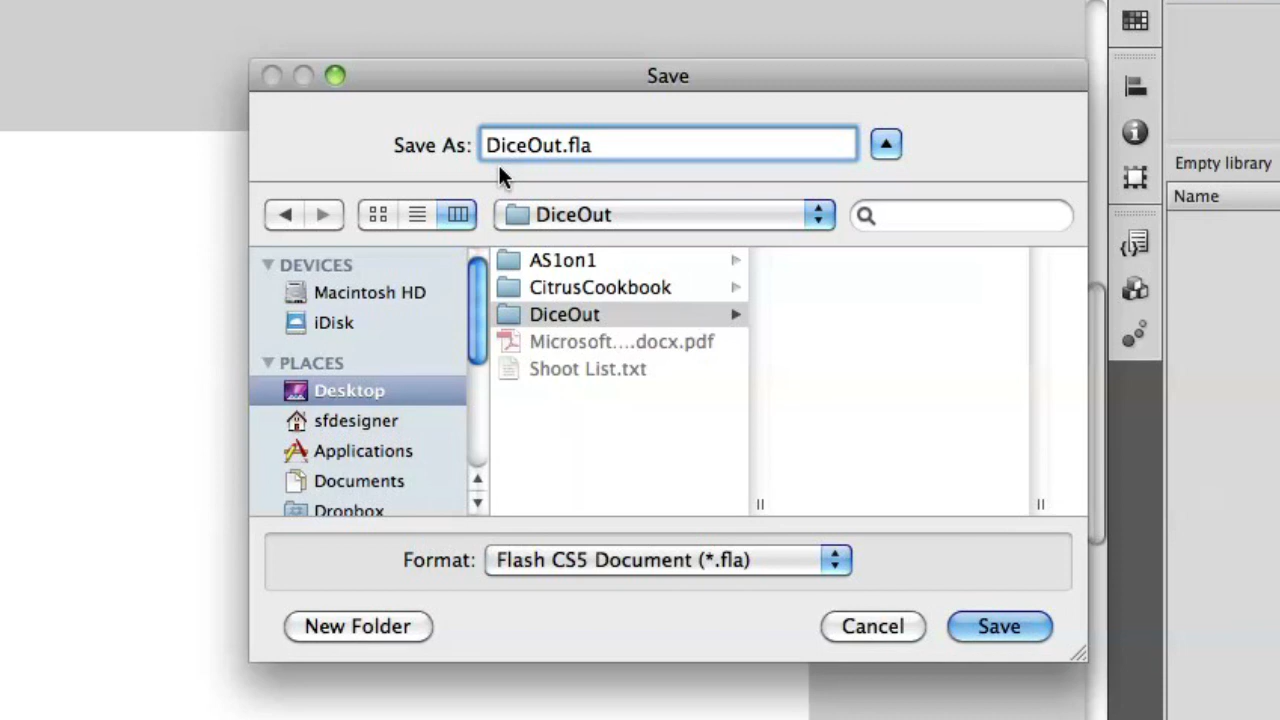 Save
Save As: DiceOut.fla
DiceOut
Empty library
Name
DEVICES
Macintosh HD
iDisk
PLACES
Desktop
sfdesigner
Applications
Documents
Dropbox
AS1on1
CitrusCookbook
DiceOut
Microsoft....docx.pdf
Shoot List.txt
Format: Flash CS5 Document (*.fla)
New Folder
Cancel
Save